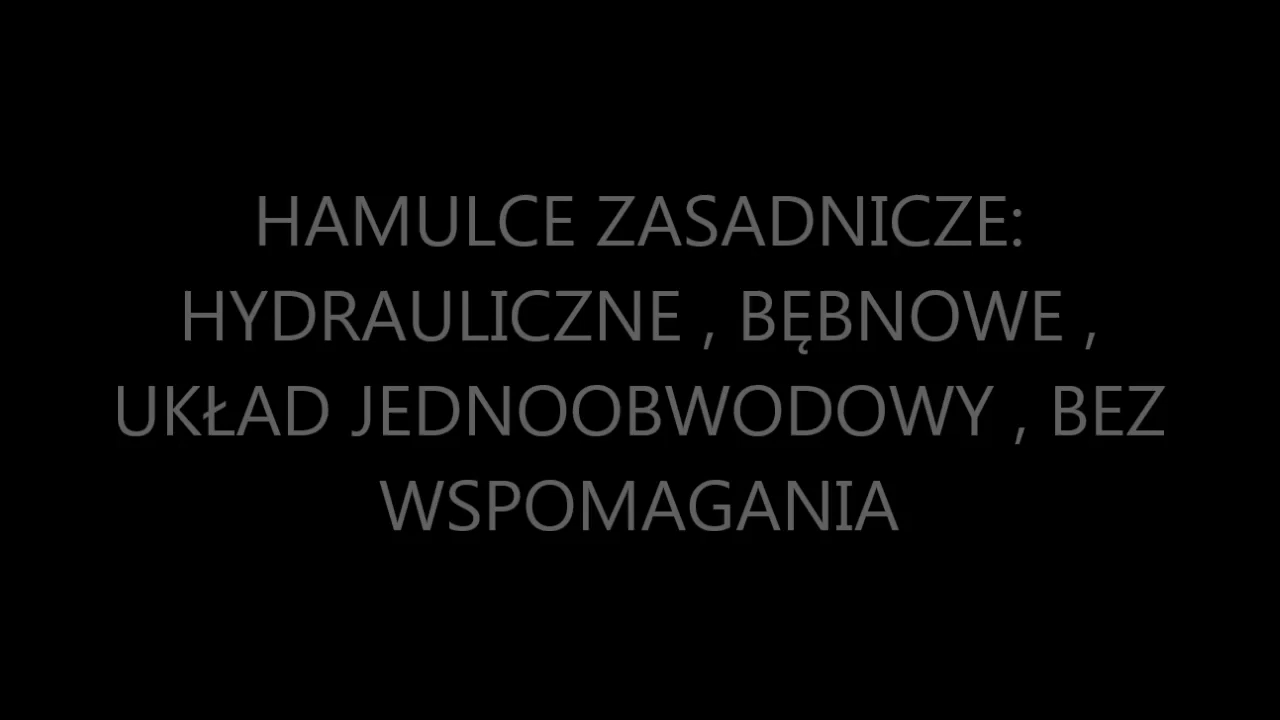 HAMULCE ZASADNICZE:
HYDRAULICZNE , BĘBNOWE ,
UKŁAD JEDNOOBWODOWY , BEZ
WSPOMAGANIA